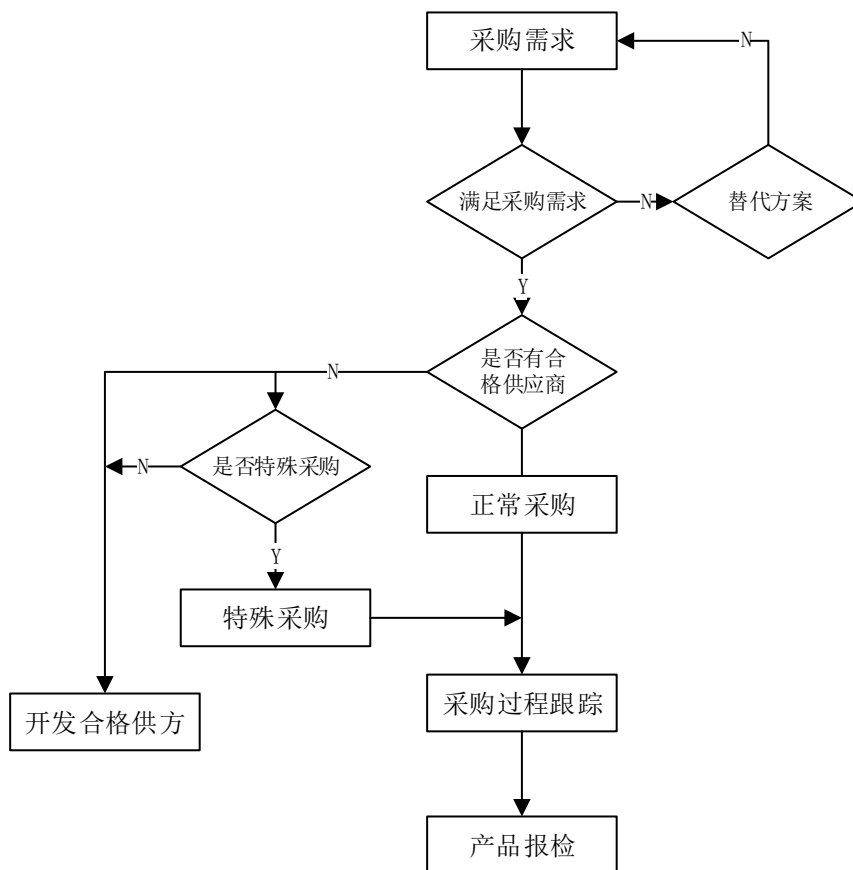 采购需求
N
满足采购需求
N
替代方案
Y
是否有合
格供应商
N
是否特殊采购
N
正常采购
Y
特殊采购
采购过程跟踪
开发合格供方
产品报检